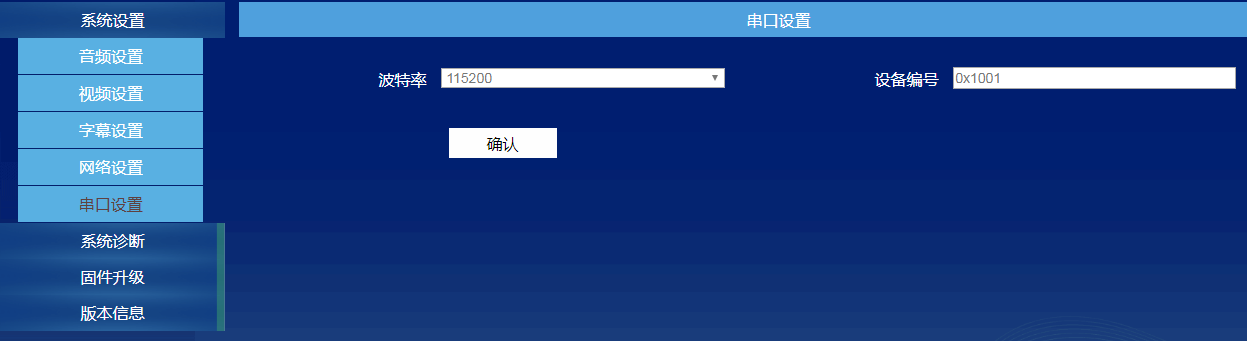 系统设置
音频设置
视频设置
字幕设置
网络设置
串口设置
系统诊断
固件升级
版本信息
串口设置
波特率 115200
设备编号 0x1001
确认